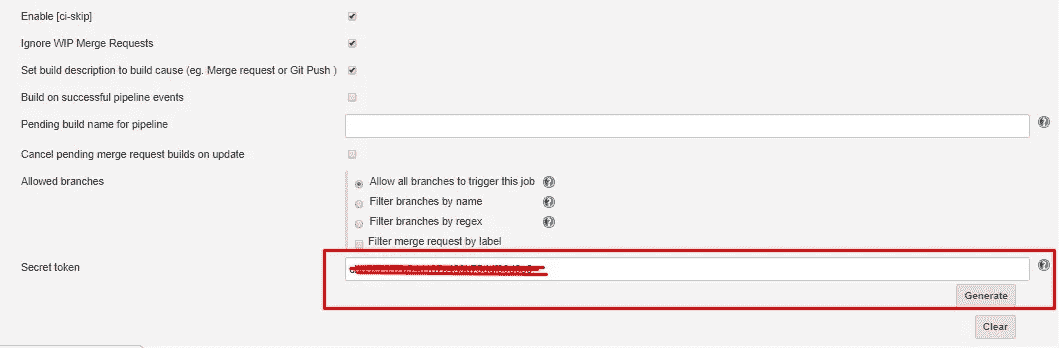 Enable [ci-skip]
Ignore WIP Merge Requests
Set build description to build cause (eg. Merge request or Git Push )
Build on successful pipeline events
Pending build name for pipeline
Cancel pending merge request builds on update
Allowed branches
Allow all branches to trigger this job
Filter branches by name
Filter branches by regex
Filter merge request by label
Secret token
Generate
Clear